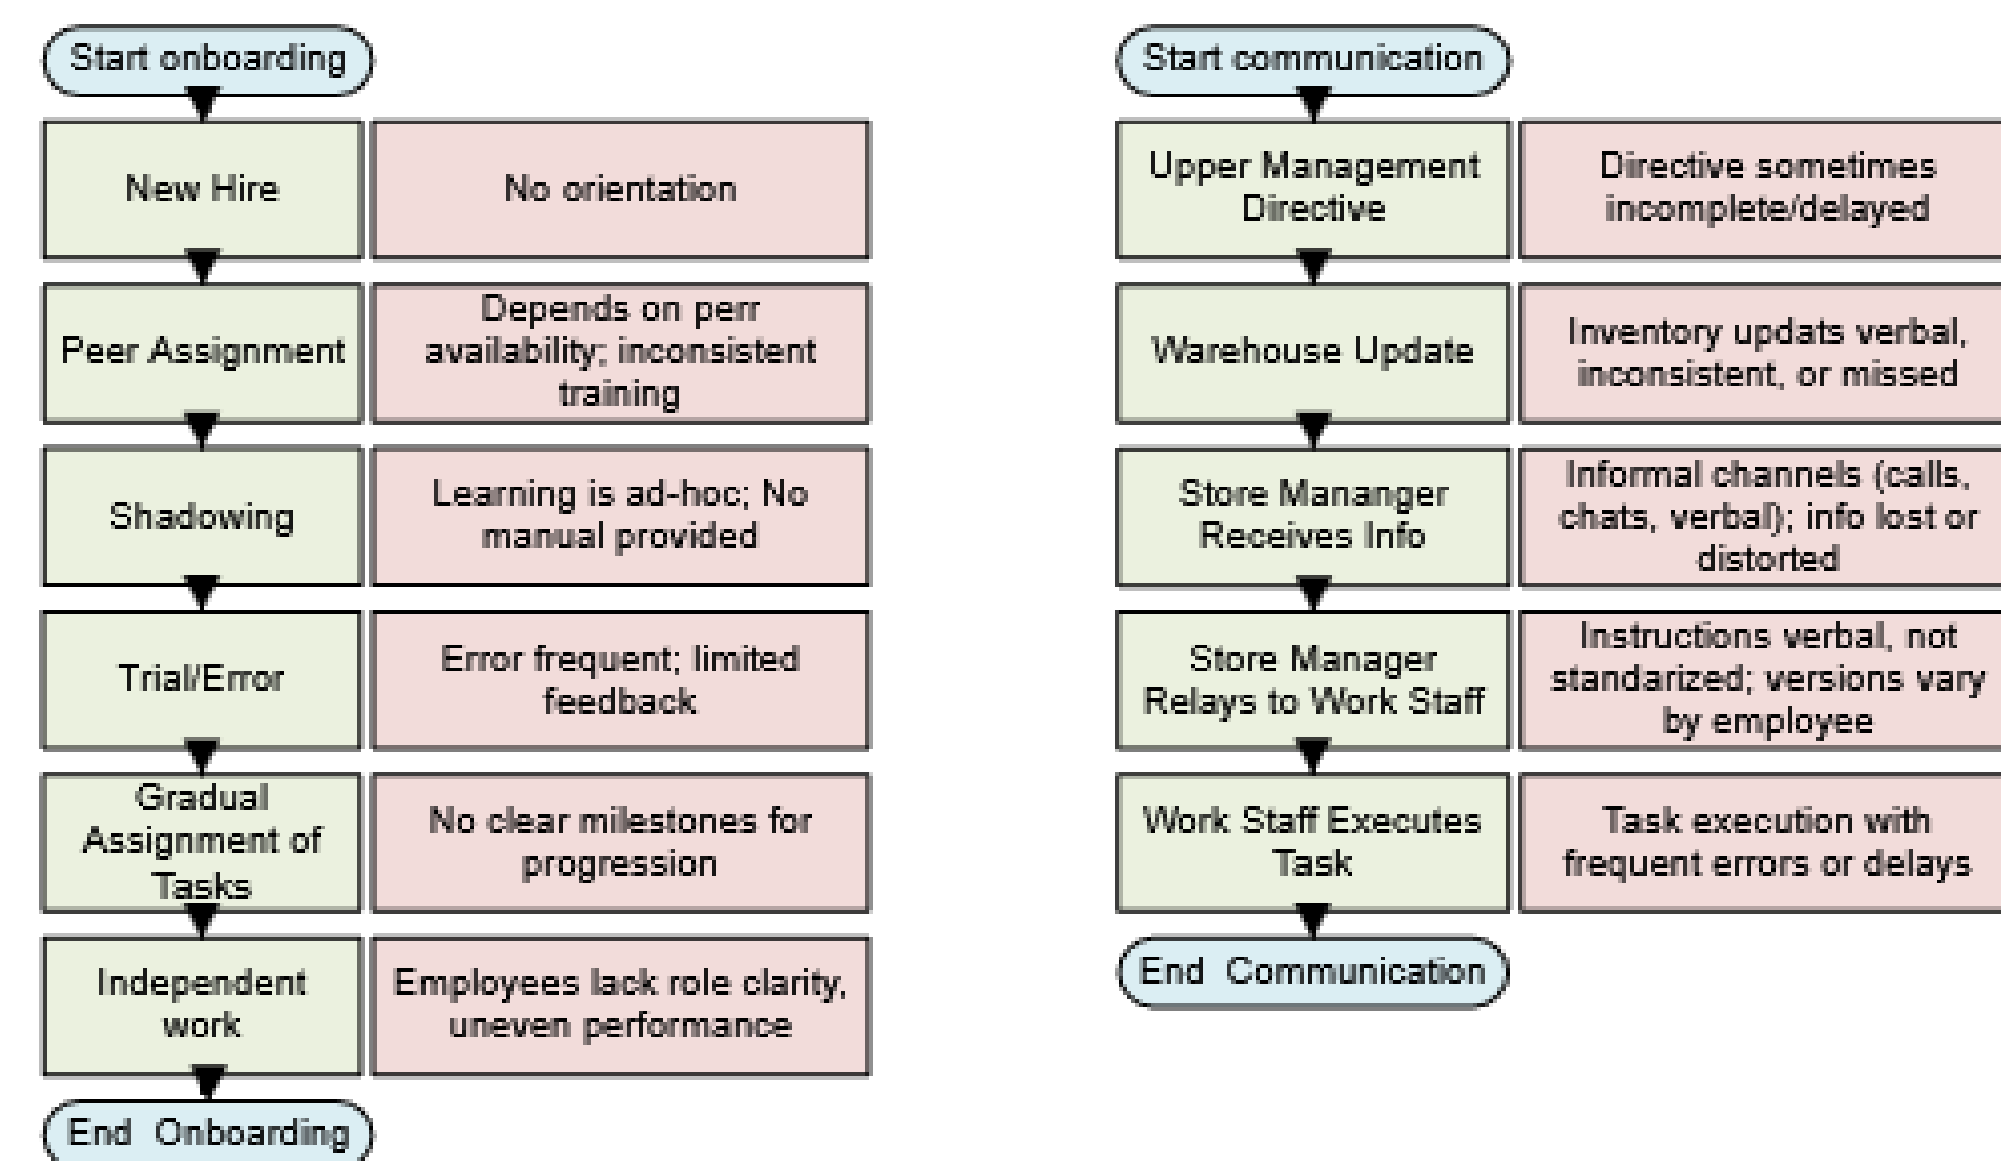 Start onboarding
New Hire
No orientation
Peer Assignment
Depends on perr
availability; inconsistent
training
Shadowing
Learning is ad-hoc; No
manual provided
Trial/Error
Error frequent; limited
feedback
Gradual
Assignment of
Tasks
No clear milestones for
progression
Independent
work
Employees lack role clarity,
uneven performance
End Onboarding
Start communication
Upper Management
Directive
Directive sometimes
incomplete/delayed
Warehouse Update
Inventory updats verbal,
inconsistent, or missed
Store Mananger
Receives Info
Informal channels (calls,
chats, verbal); info lost or
distorted
Store Manager
Relays to Work Staff
Instructions verbal, not
standarized; versions vary
by employee
Work Staff Executes
Task
Task execution with
frequent errors or delays
End Communication